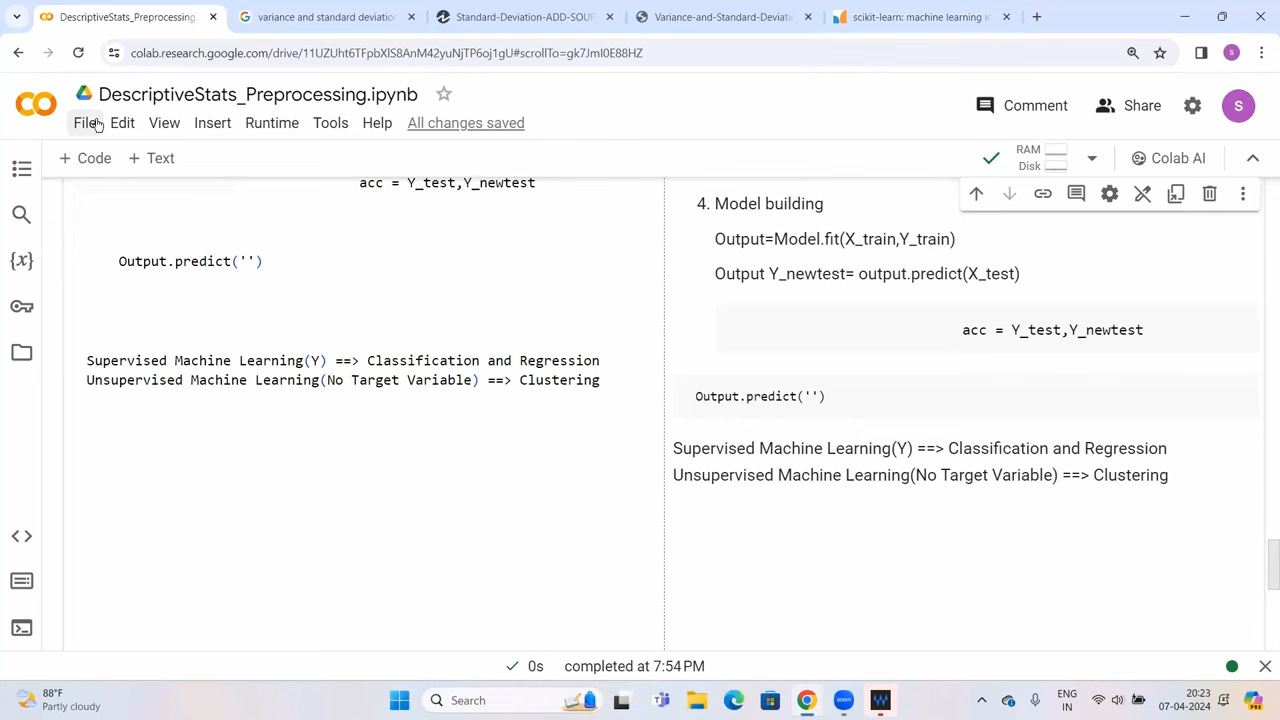 DescriptiveStats_Preprocessing
variance and standard deviation
Standard-Deviation-ADD-SOUR
Variance-and-Standard-Deviati
scikit-learn: machine learning in
colab.research.google.com/drive/11UZUht6TFpbXlS8AnM42yuNjTP6oj1gU#scrollTo=gk7JmI0E88HZ
S
DescriptiveStats_Preprocessing.ipynb
File Edit View Insert Runtime Tools Help All changes saved
Comment Share S
+ Code + Text
RAM
Disk
Colab AI
acc = Y_test,Y_newtest
Output.predict('')
Supervised Machine Learning(Y) ==> Classification and Regression
Unsupervised Machine Learning(No Target Variable) ==> Clustering
4. Model building
Output=Model.fit(X_train,Y_train)
Output Y_newtest= output.predict(X_test)
acc = Y_test,Y_newtest
Output.predict('')
Supervised Machine Learning(Y) ==> Classification and Regression
Unsupervised Machine Learning(No Target Variable) ==> Clustering
0s completed at 7:54 PM
88°F
Partly cloudy
Search
ENG
IN
20:23
07-04-2024